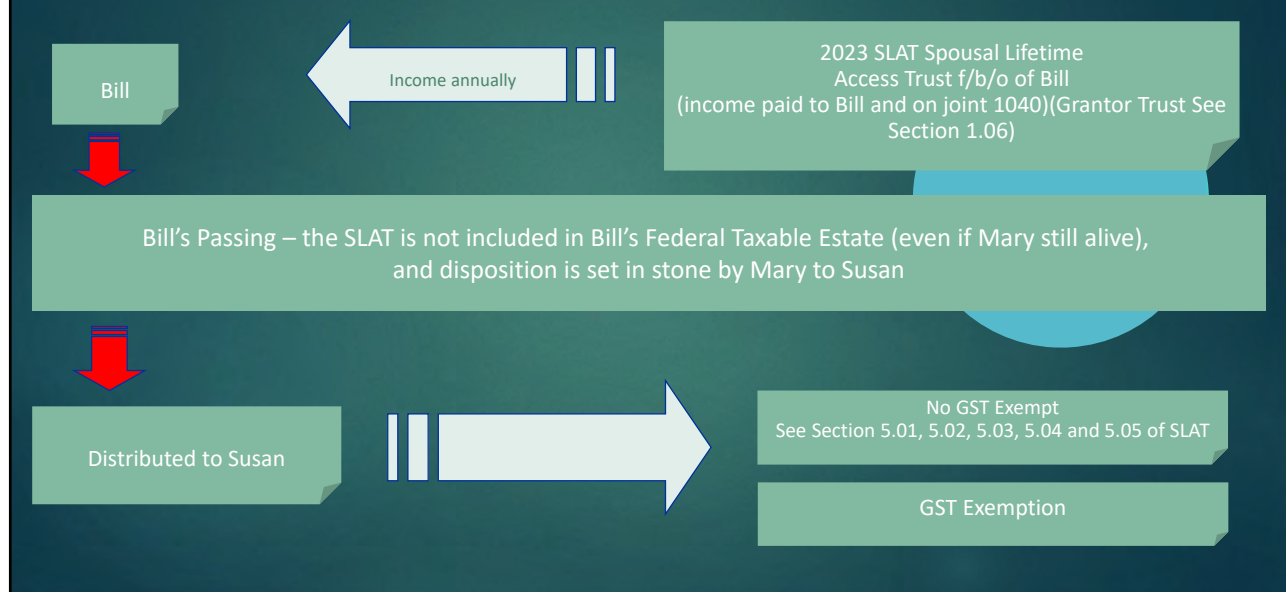 Bill
Income annually
2023 SLAT Spousal Lifetime
Access Trust f/b/o of Bill
(income paid to Bill and on joint 1040)(Grantor Trust See
Section 1.06)
Bill's Passing – the SLAT is not included in Bill's Federal Taxable Estate (even if Mary still alive),
and disposition is set in stone by Mary to Susan
Distributed to Susan
No GST Exempt
See Section 5.01, 5.02, 5.03, 5.04 and 5.05 of SLAT
GST Exemption